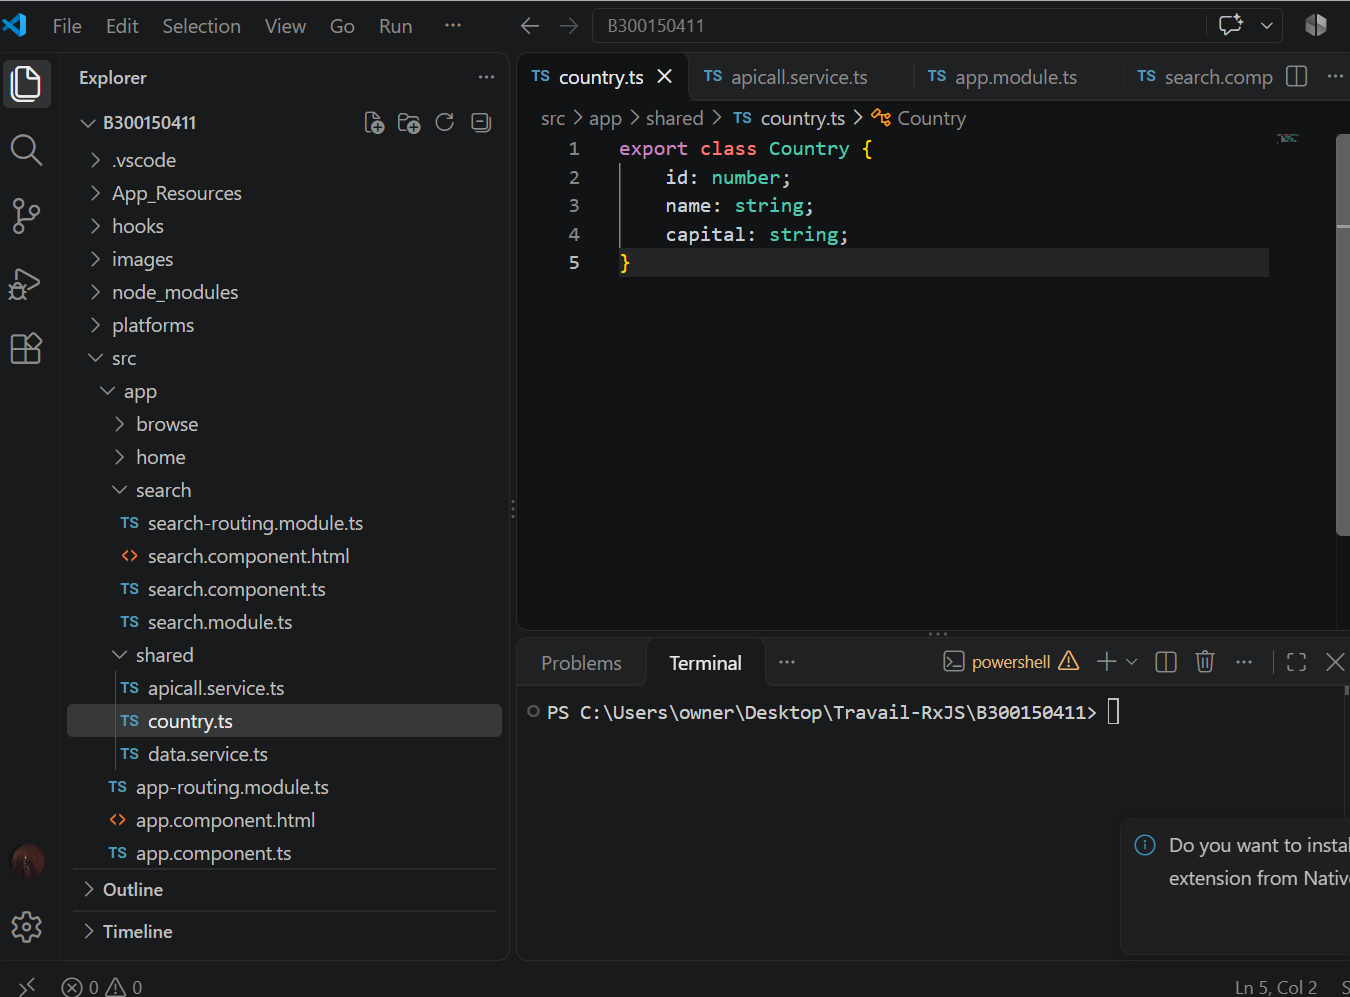 File Edit Selection View Go Run ···
B300150411
Explorer ···
B300150411
.vscode
App_Resources
hooks
images
node_modules
platforms
src
app
browse
home
search
TS search-routing.module.ts
<> search.component.html
TS search.component.ts
TS search.module.ts
shared
TS apicall.service.ts
TS country.ts
TS data.service.ts
TS app-routing.module.ts
<> app.component.html
TS app.component.ts
Outline
Timeline
TS country.ts TS apicall.service.ts TS app.module.ts TS search.comp ···
src > app > shared > TS country.ts > Country
1 export class Country {
2 id: number;
3 name: string;
4 capital: string;
5 }
Problems Terminal ··· powershell ···
PS C:\Users\owner\Desktop\Travail-RxJS\B300150411>
Do you want to instal
extension from Native
0 0 Ln 5, Col 2 S